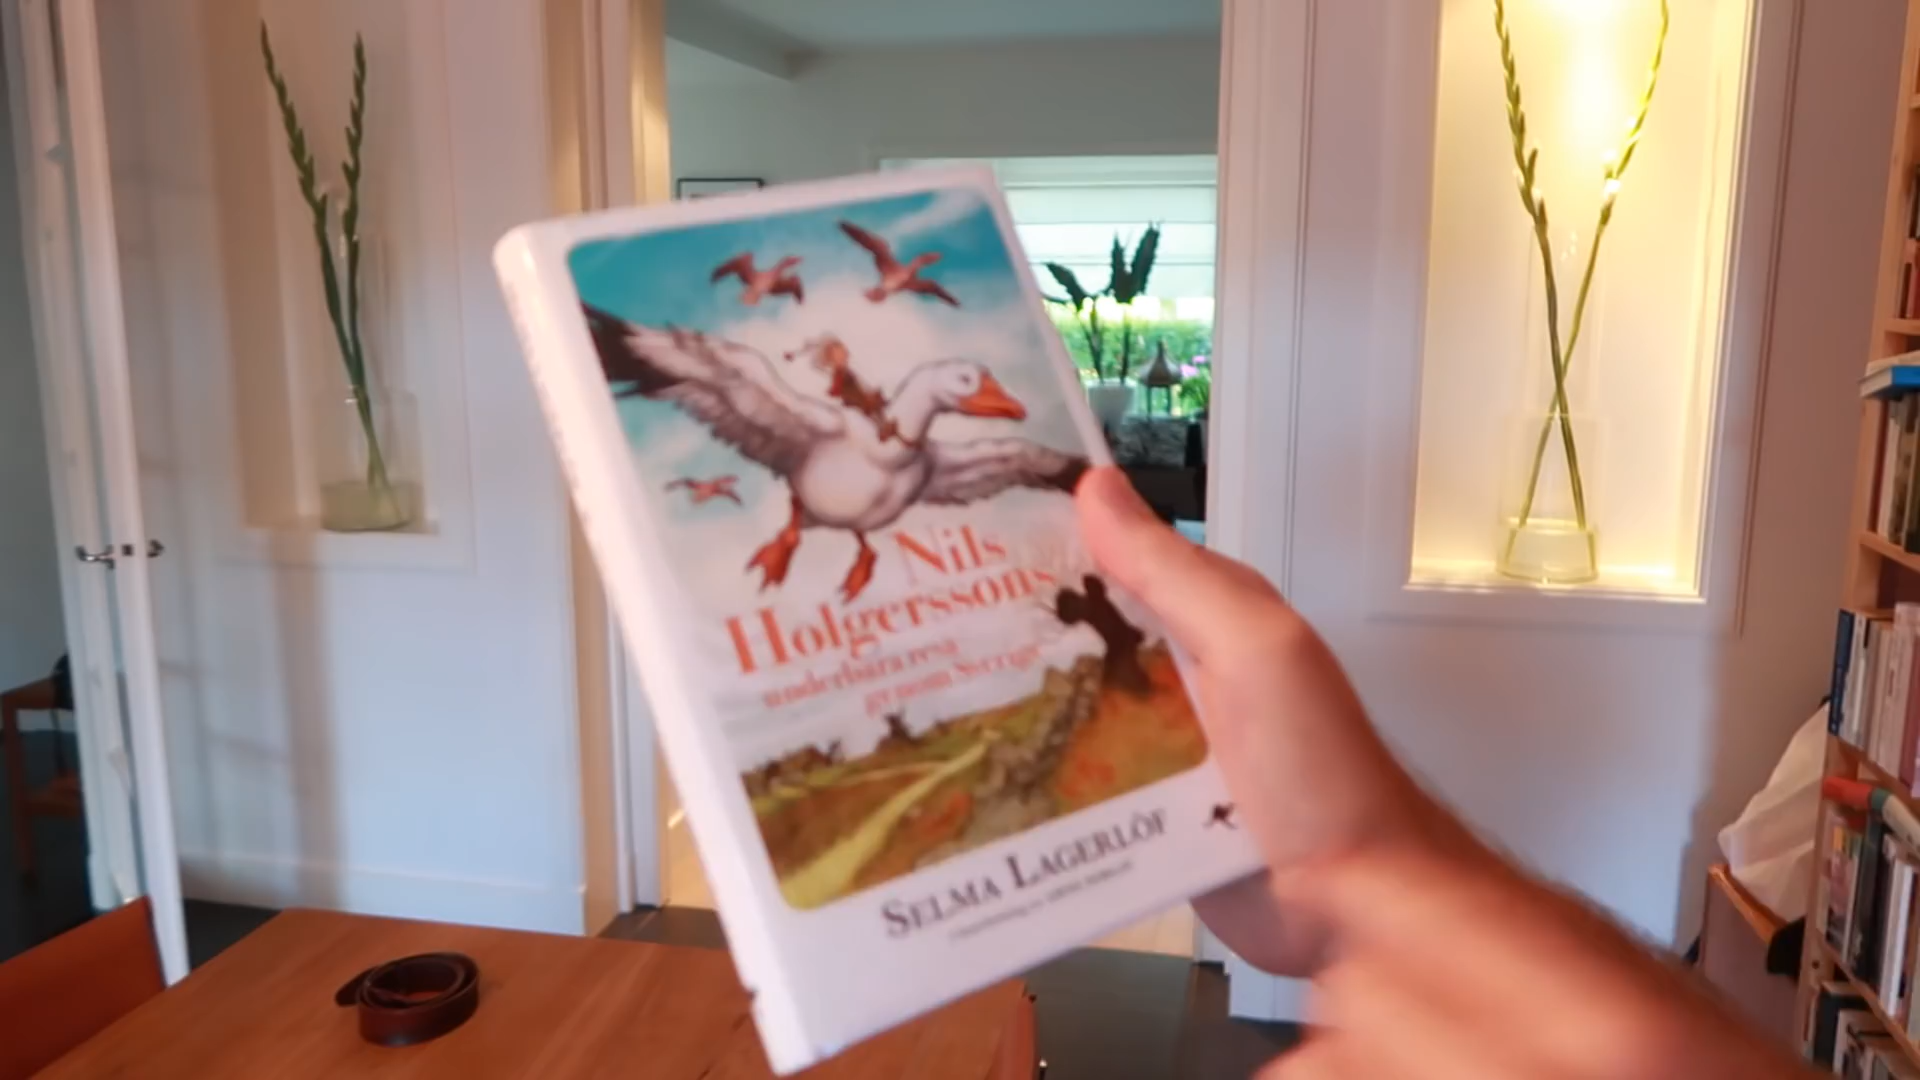 Nils
Holgerssons
underbara resa
genom Sverige
SELMA LAGERLÖF